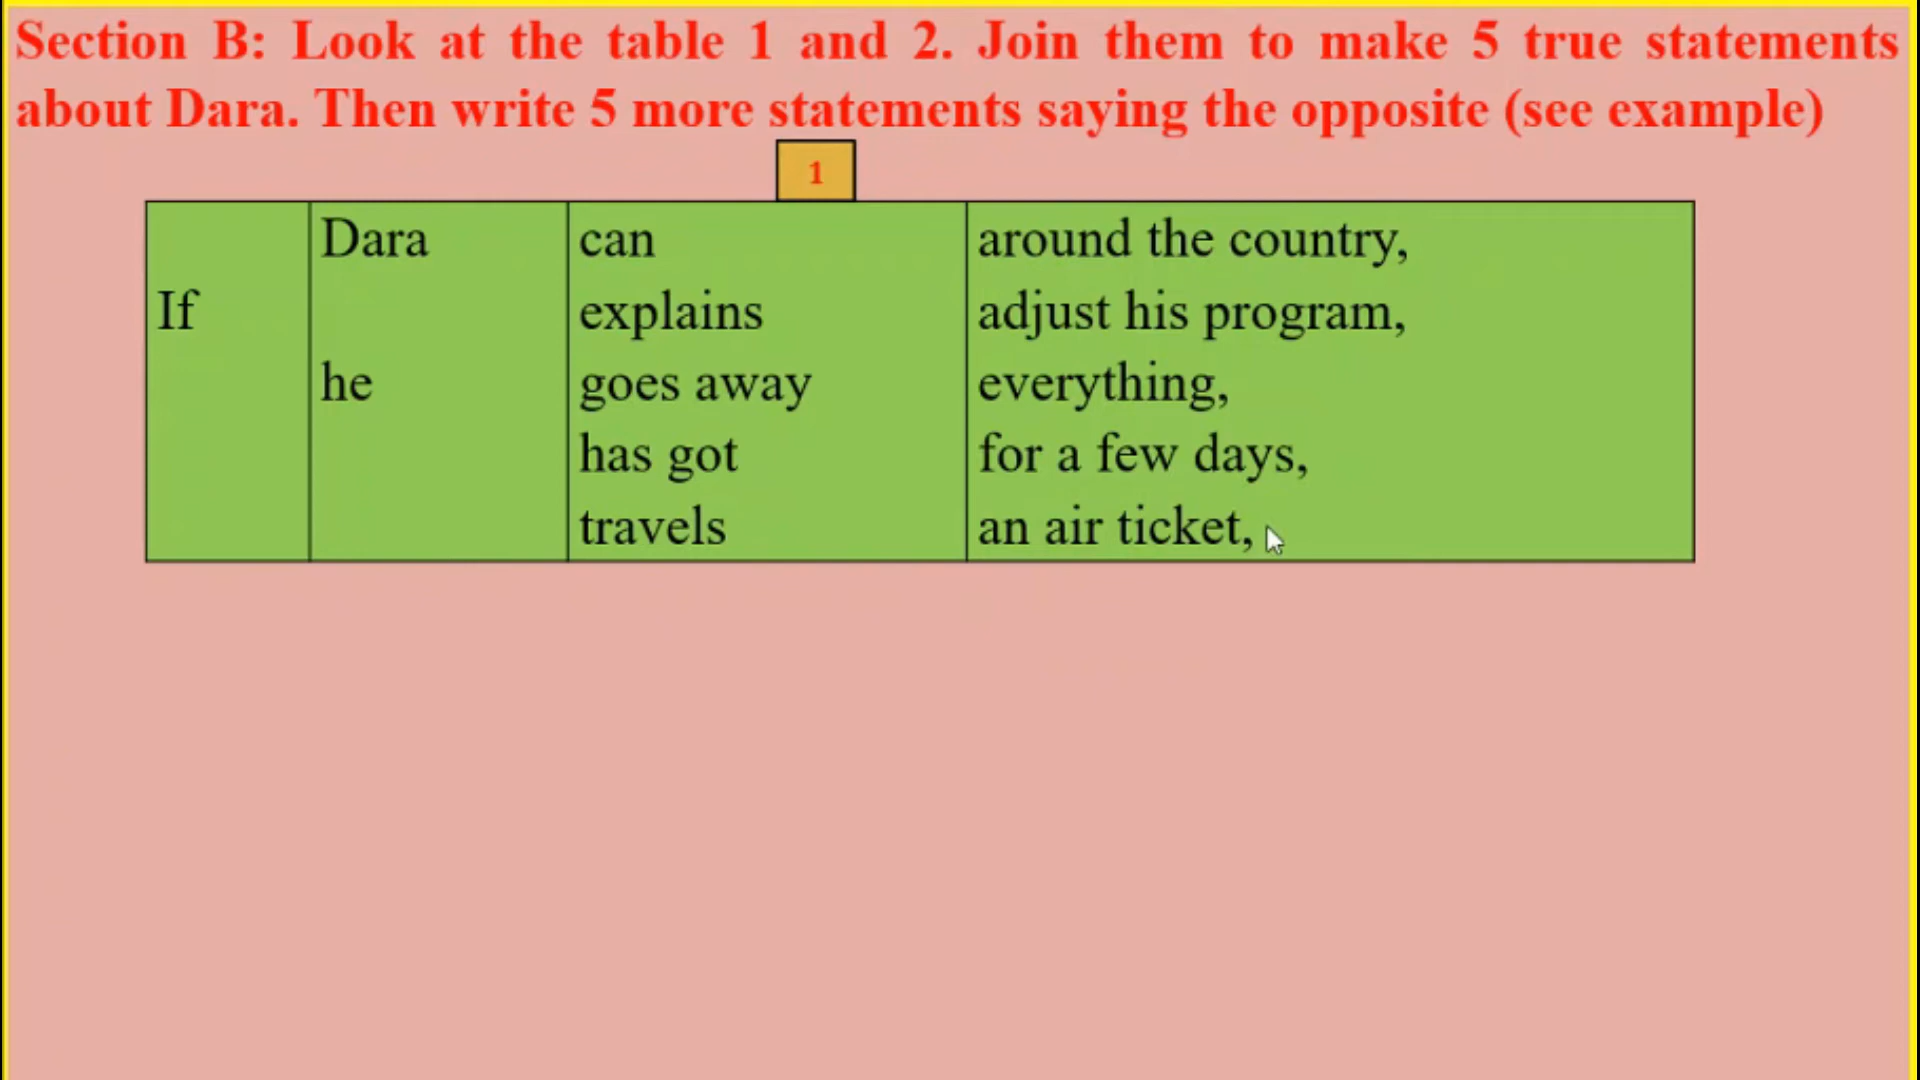 Section B: Look at the table 1 and 2. Join them to make 5 true statements
about Dara. Then write 5 more statements saying the opposite (see example)
1
Dara can around the country,
If explains adjust his program,
he goes away everything,
has got for a few days,
travels an air ticket,